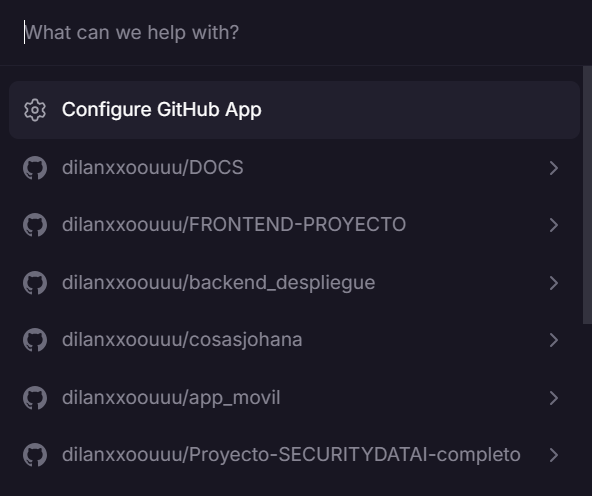 What can we help with?
Configure GitHub App
dilanxxoouuu/DOCS
dilanxxoouuu/FRONTEND-PROYECTO
dilanxxoouuu/backend_despliegue
dilanxxoouuu/cosasjohana
dilanxxoouuu/app_movil
dilanxxoouuu/Proyecto-SECURITYDATAI-completo